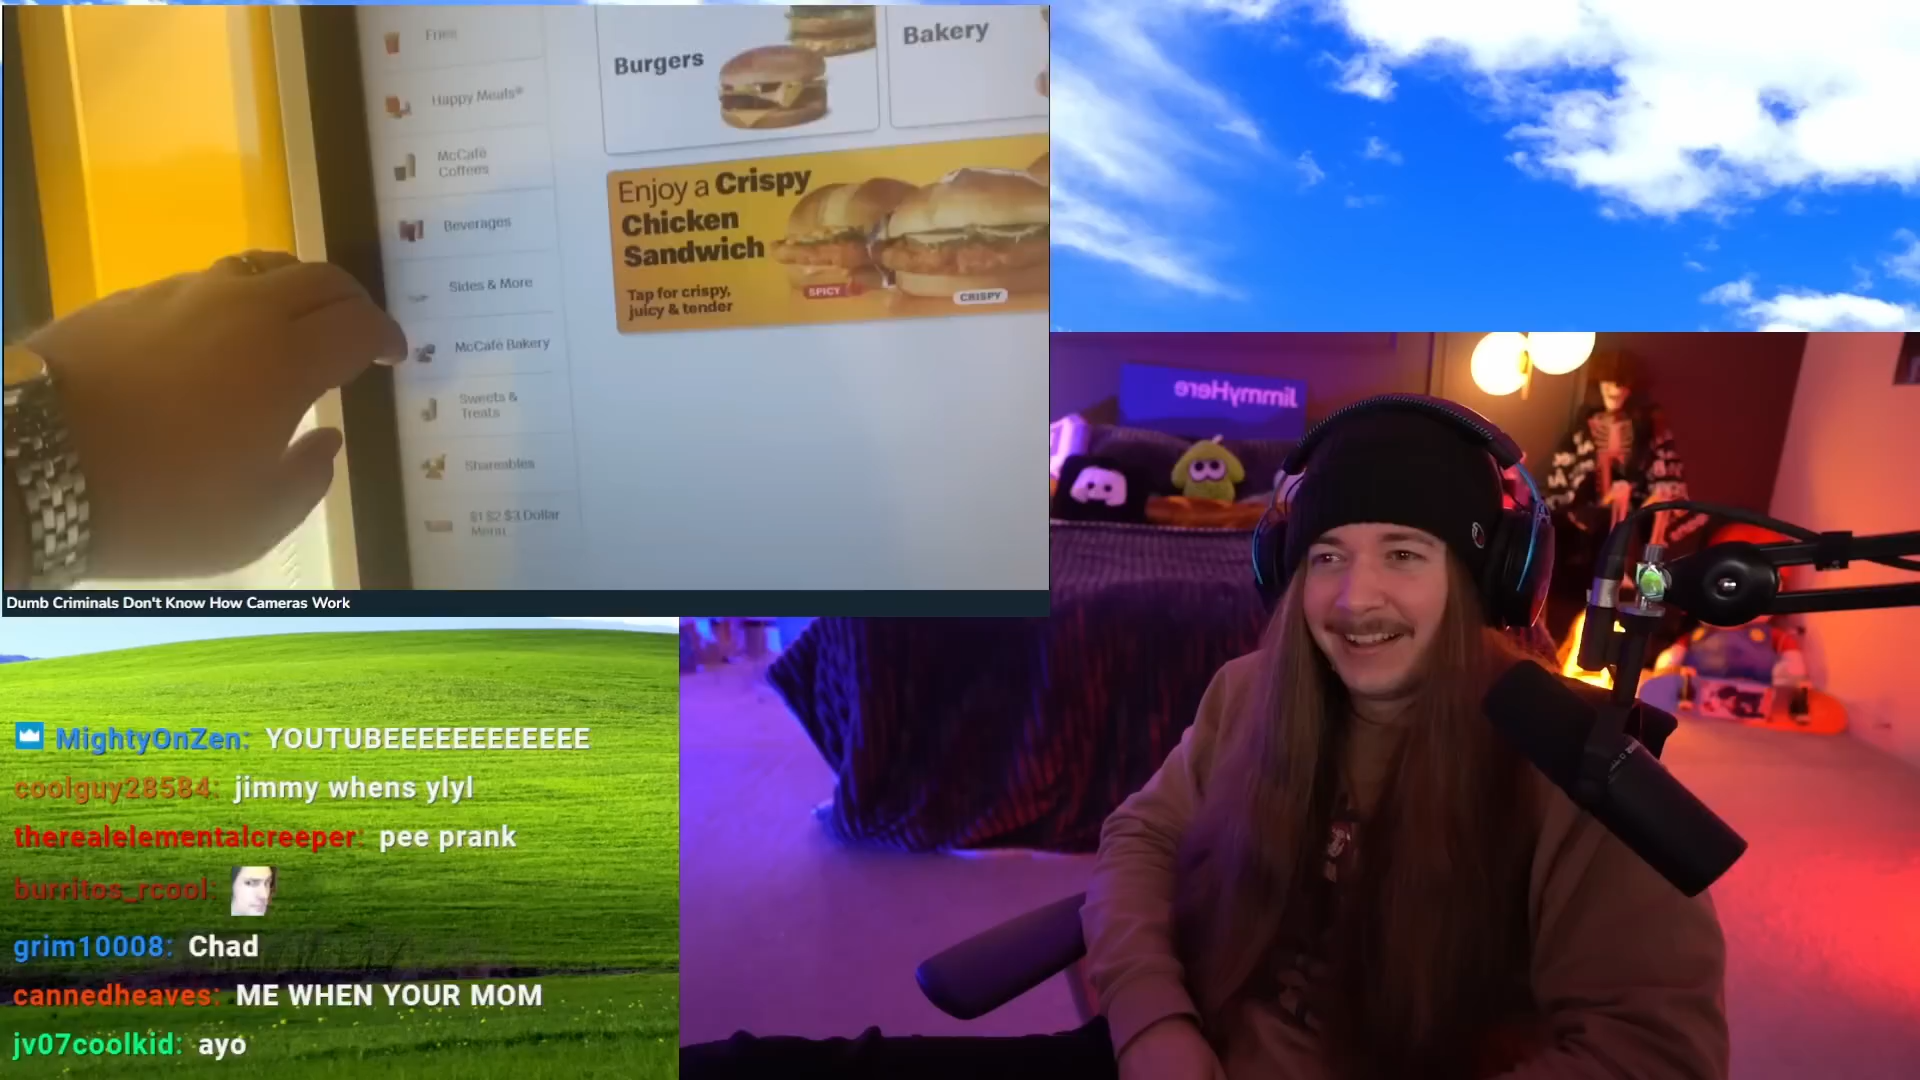 Fries
Happy Meals®
McCafé
Coffees
Beverages
Sides & More
McCafé Bakery
Sweets &
Treats
Shareables
$1 $2 $3 Dollar
Menu
Burgers
Bakery
Enjoy a Crispy
Chicken
Sandwich
Tap for crispy,
juicy & tender
SPICY
CRISPY
Dumb Criminals Don't Know How Cameras Work
JimmyHere
MightyOnZen: YOUTUBEEEEEEEEEEEE
coolguy28584: jimmy whens ylyl
therealelementalcreeper: pee prank
burritos_rcool:
grim10008: Chad
cannedheaves: ME WHEN YOUR MOM
jv07coolkid: ayo